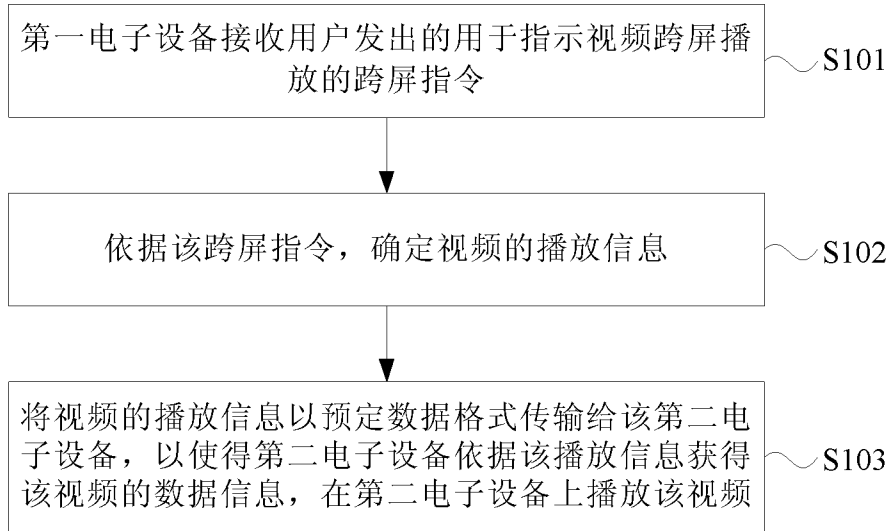 第一电子设备接收用户发出的用于指示视频跨屏播
放的跨屏指令
S101
依据该跨屏指令，确定视频的播放信息
S102
将视频的播放信息以预定数据格式传输给该第二电
子设备，以使得第二电子设备依据该播放信息获得
该视频的数据信息，在第二电子设备上播放该视频
S103